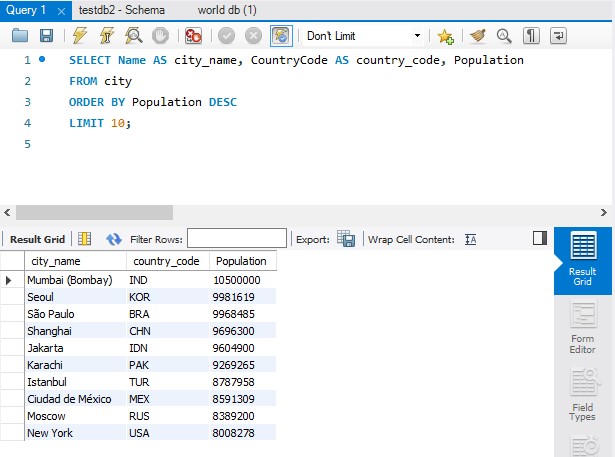 Query 1 × testdb2 - Schema world db (1)
Don't Limit
1 SELECT Name AS city_name, CountryCode AS country_code, Population
2 FROM city
3 ORDER BY Population DESC
4 LIMIT 10;
5
Result Grid Filter Rows: Export: Wrap Cell Content: IA
city_name country_code Population
Mumbai (Bombay) IND 10500000
Seoul KOR 9981619
São Paulo BRA 9968485
Shanghai CHN 9696300
Jakarta IDN 9604900
Karachi PAK 9269265
Istanbul TUR 8787958
Ciudad de México MEX 8591309
Moscow RUS 8389200
New York USA 8008278
Result
Grid
Form
Editor
Field
Types